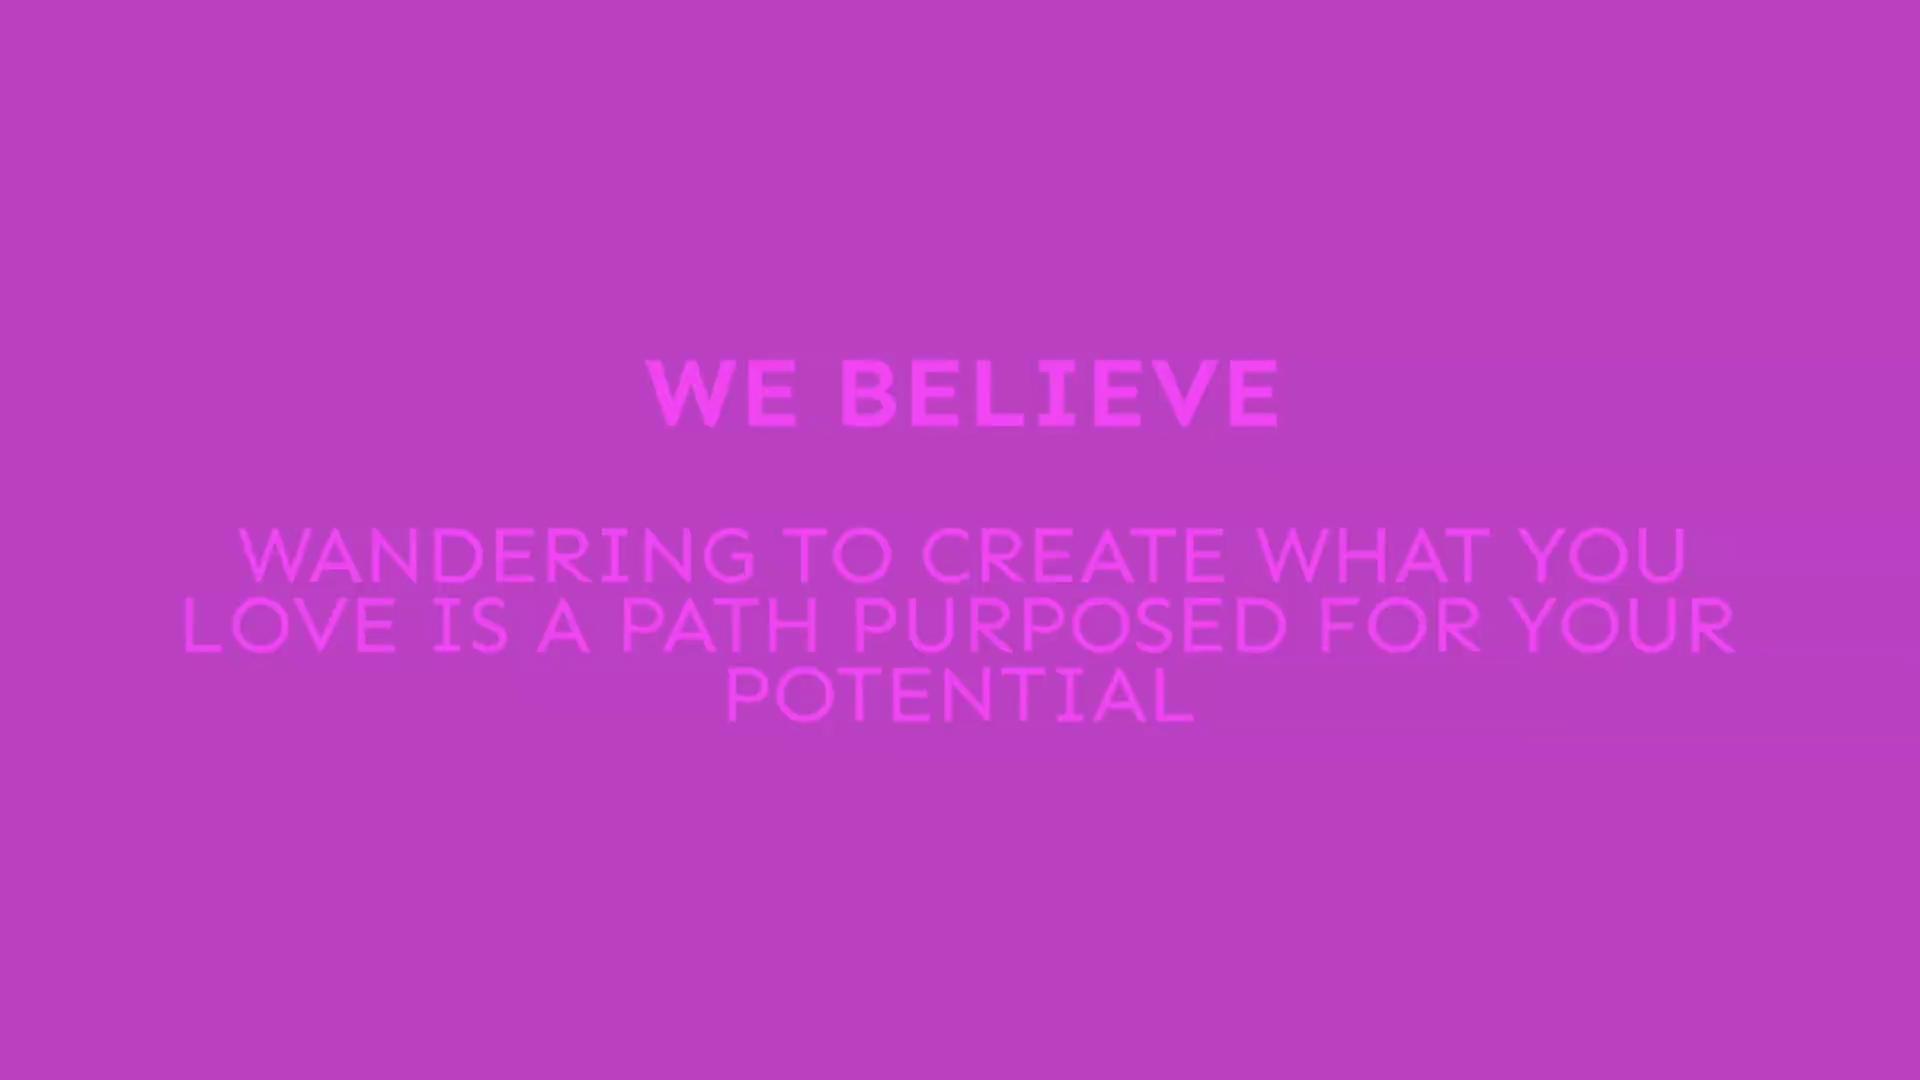 WE BELIEVE
WANDERING TO CREATE WHAT YOU
LOVE IS A PATH PURPOSED FOR YOUR
POTENTIAL